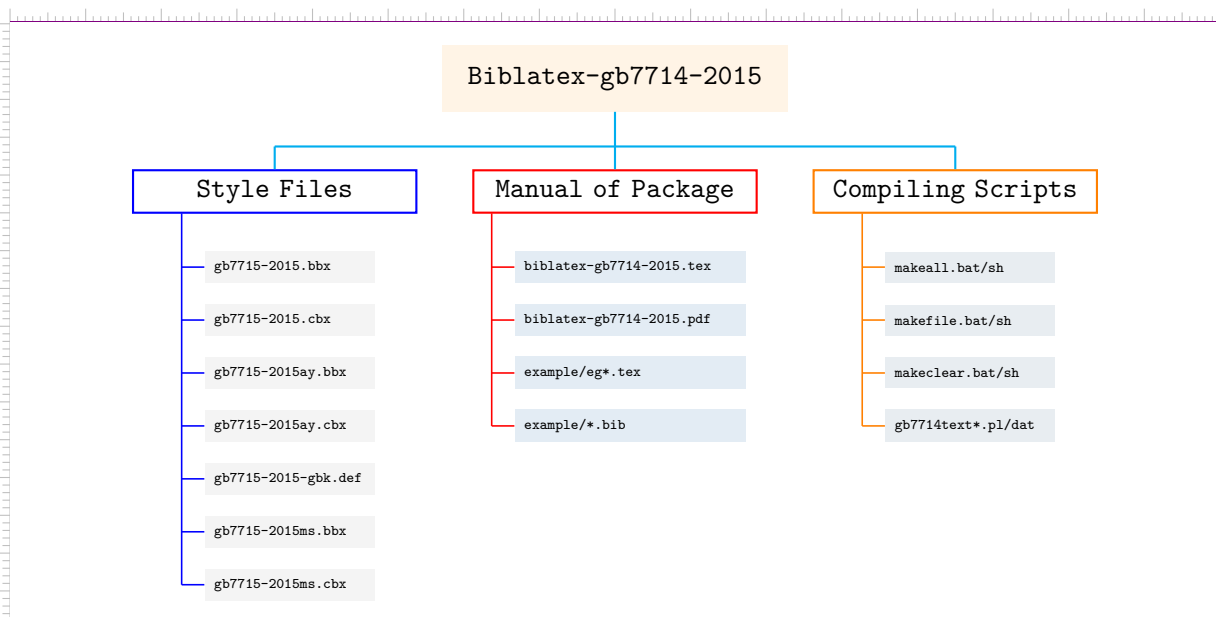 Biblatex-gb7714-2015
Style Files
gb7715-2015.bbx
gb7715-2015.cbx
gb7715-2015ay.bbx
gb7715-2015ay.cbx
gb7715-2015-gbk.def
gb7715-2015ms.bbx
gb7715-2015ms.cbx
Manual of Package
biblatex-gb7714-2015.tex
biblatex-gb7714-2015.pdf
example/eg*.tex
example/*.bib
Compiling Scripts
makeall.bat/sh
makefile.bat/sh
makeclear.bat/sh
gb7714text*.pl/dat